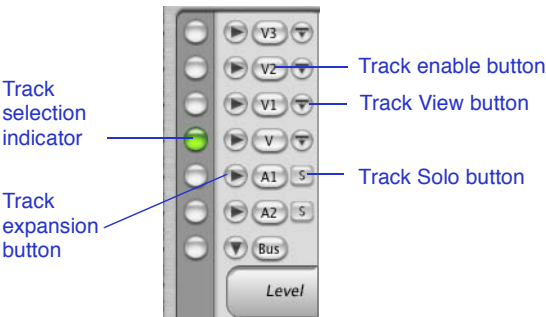 V3
V2
Track enable button
Track
selection
indicator
V1
Track View button
V
A1
S
Track Solo button
Track
expansion
button
A2
S
Bus
Level